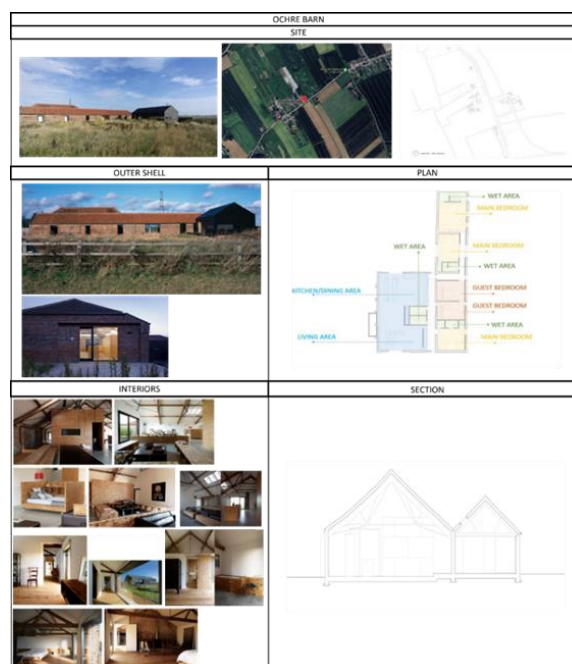 OCHRE BARN
SITE
OUTER SHELL
PLAN
WET AREA
MAIN BEDROOM
WET AREA
MAIN BEDROOM
WET AREA
KITCHEN/DINING AREA
GUEST BEDROOM
GUEST BEDROOM
WET AREA
LIVING AREA
MAIN BEDROOM
INTERIORS
SECTION